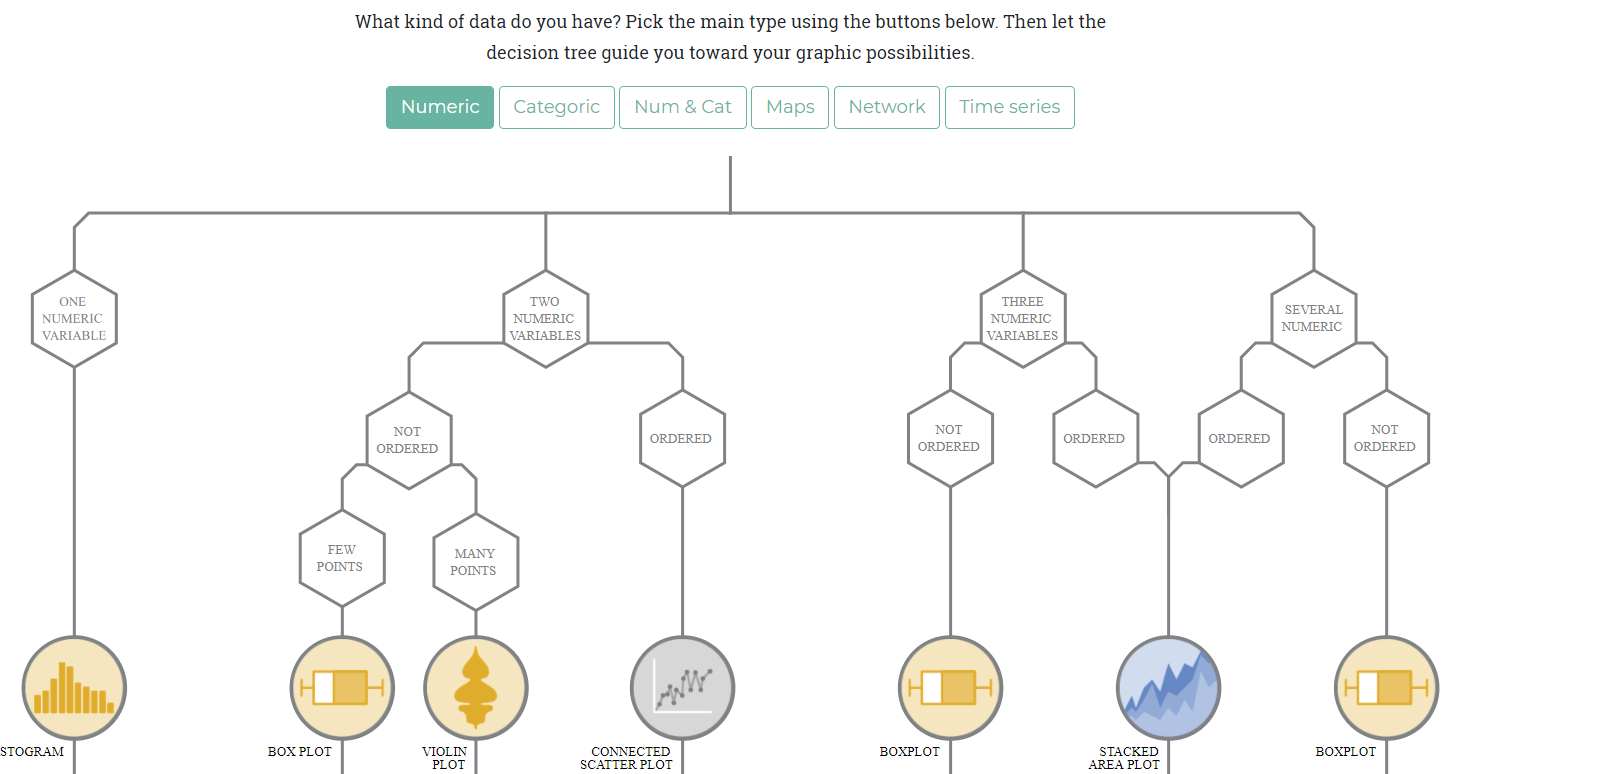 What kind of data do you have? Pick the main type using the buttons below. Then let the
decision tree guide you toward your graphic possibilities.
Numeric
Categoric
Num & Cat
Maps
Network
Time series
ONE
NUMERIC
VARIABLE
TWO
NUMERIC
VARIABLES
THREE
NUMERIC
VARIABLES
SEVERAL
NUMERIC
NOT
ORDERED
ORDERED
NOT
ORDERED
ORDERED
ORDERED
NOT
ORDERED
FEW
POINTS
MANY
POINTS
STOGRAM
BOX PLOT
VIOLIN
PLOT
CONNECTED
SCATTER PLOT
BOXPLOT
STACKED
AREA PLOT
BOXPLOT